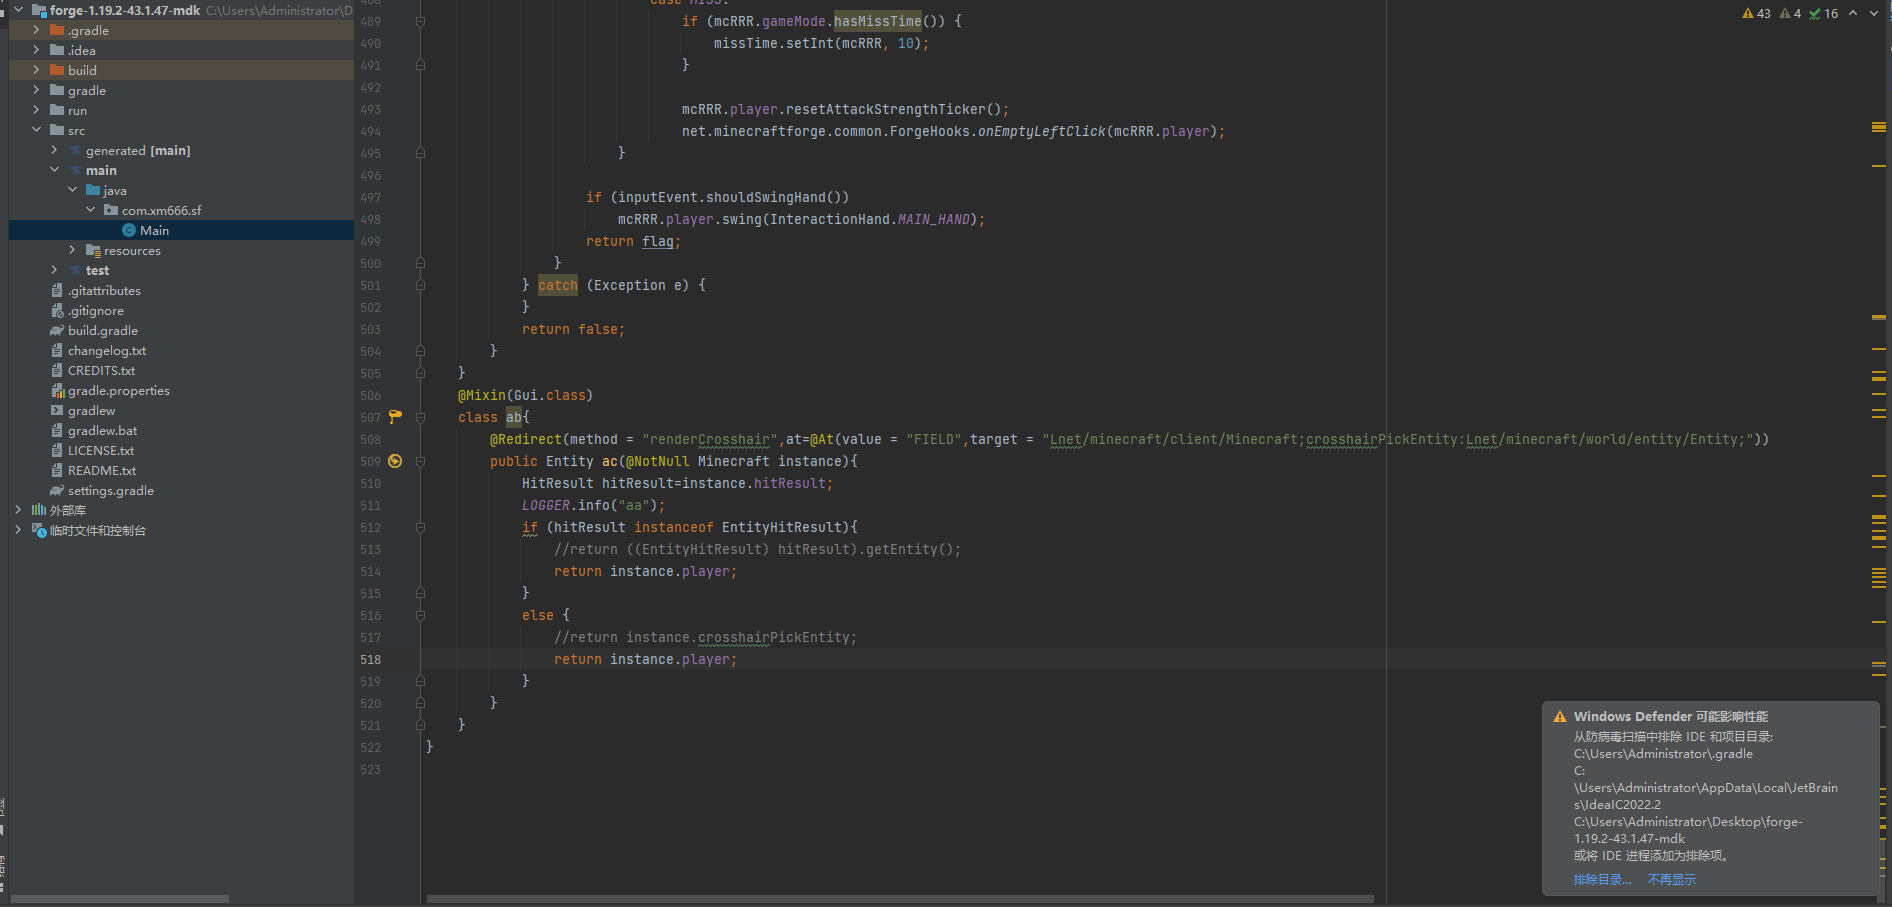 forge-1.19.2-43.1.47-mdk C:\Users\Administrator\D
.gradle
.idea
build
gradle
run
src
generated [main]
main
java
com.xm666.sf
Main
resources
test
.gitattributes
.gitignore
build.gradle
changelog.txt
CREDITS.txt
gradle.properties
gradlew
gradlew.bat
LICENSE.txt
README.txt
settings.gradle
外部库
临时文件和控制台
43 4 16
489 if (mcRRR.gameMode.hasMissTime()) {
490 missTime.setInt(mcRRR, 10);
491 }
492
493 mcRRR.player.resetAttackStrengthTicker();
494 net.minecraftforge.common.ForgeHooks.onEmptyLeftClick(mcRRR.player);
495 }
496
497 if (inputEvent.shouldSwingHand())
498 mcRRR.player.swing(InteractionHand.MAIN_HAND);
499 return flag;
500 }
501 } catch (Exception e) {
502 }
503 return false;
504 }
505 }
506 @Mixin(Gui.class)
507 class ab{
508 @Redirect(method = "renderCrosshair",at=@At(value = "FIELD",target = "Lnet/minecraft/client/Minecraft;crosshairPickEntity:Lnet/minecraft/world/entity/Entity;"))
509 public Entity ac(@NotNull Minecraft instance){
510 HitResult hitResult=instance.hitResult;
511 LOGGER.info("aa");
512 if (hitResult instanceof EntityHitResult){
513 //return ((EntityHitResult) hitResult).getEntity();
514 return instance.player;
515 }
516 else {
517 //return instance.crosshairPickEntity;
518 return instance.player;
519 }
520 }
521 }
522 }
523
Windows Defender 可能影响性能
从防病毒扫描中排除 IDE 和项目目录:
C:\Users\Administrator\.gradle
C:
\Users\Administrator\AppData\Local\JetBrain
s\IdeaIC2022.2
C:\Users\Administrator\Desktop\forge-
1.19.2-43.1.47-mdk
或将 IDE 进程添加为排除项。
排除目录... 不再显示